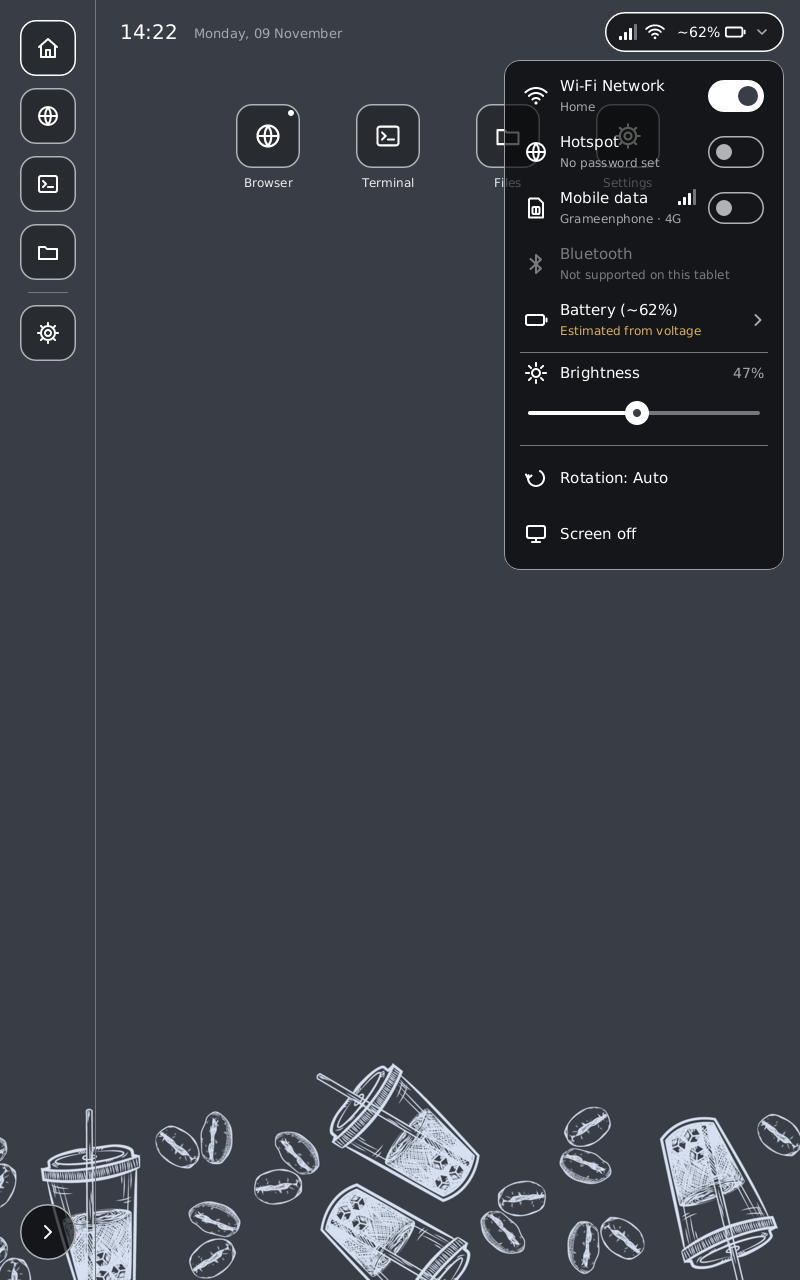 14:22 Monday, 09 November
~62%
Wi-Fi Network
Home
Browser
Terminal
Files
Settings
Hotspot
No password set
Mobile data
Grameenphone · 4G
Bluetooth
Not supported on this tablet
Battery (~62%)
Estimated from voltage
Brightness 47%
Rotation: Auto
Screen off